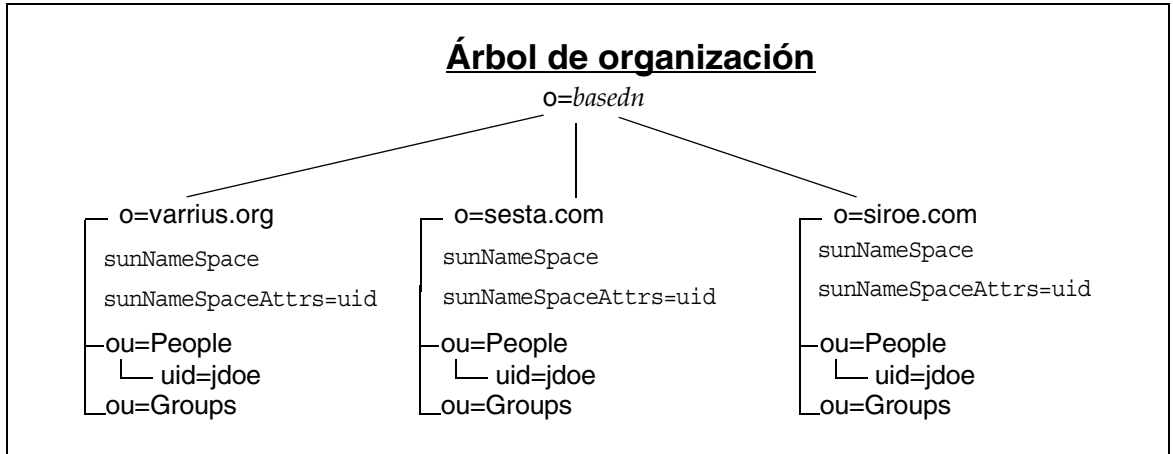 Árbol de organización
o=basedn
o=varrius.org
sunNameSpace
sunNameSpaceAttrs=uid
ou=People
uid=jdoe
ou=Groups
o=sesta.com
sunNameSpace
sunNameSpaceAttrs=uid
ou=People
uid=jdoe
ou=Groups
o=siroe.com
sunNameSpace
sunNameSpaceAttrs=uid
ou=People
uid=jdoe
ou=Groups